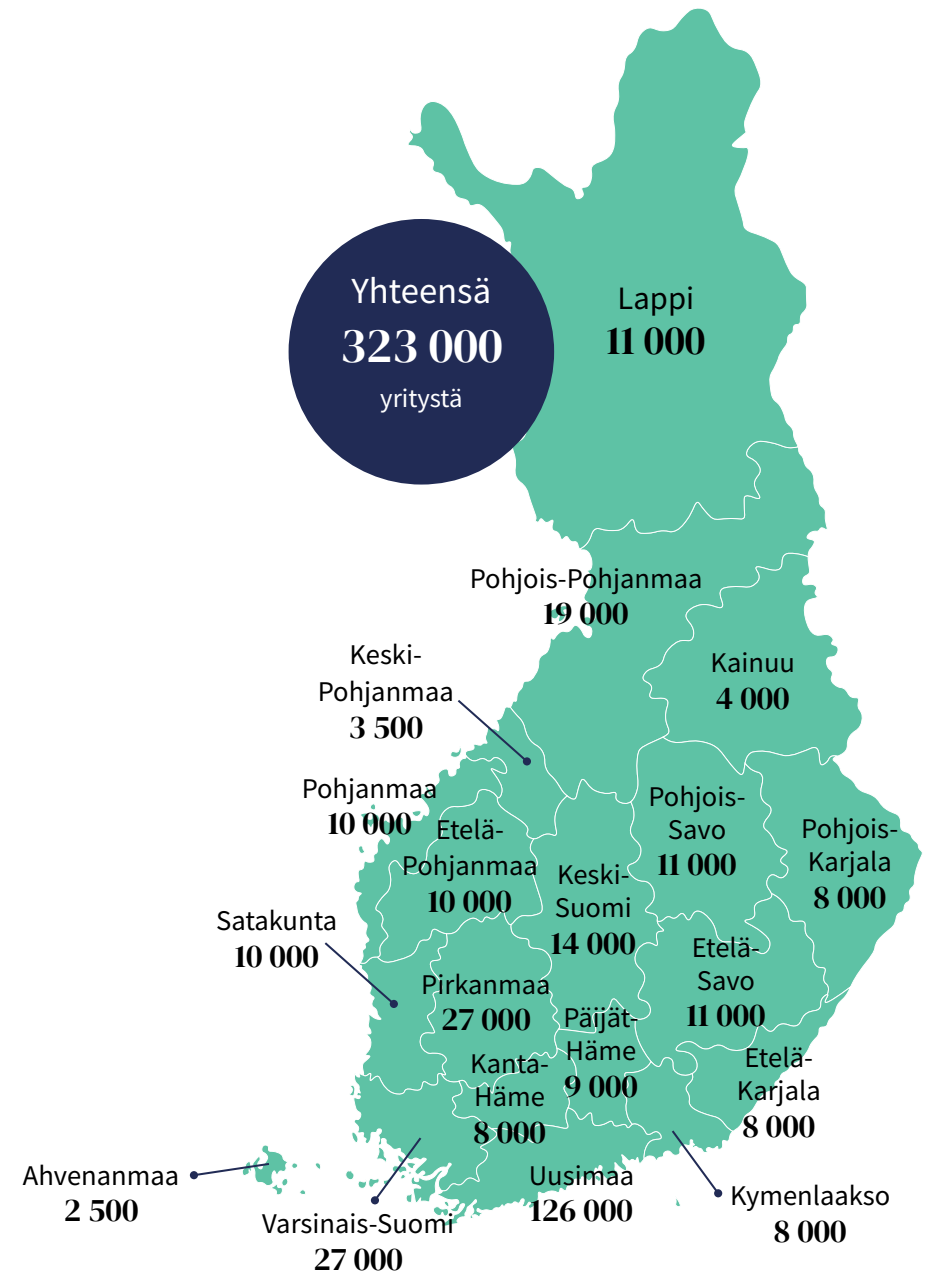 Yhteensä
323 000
yritystä
Lappi
11 000
Pohjois-Pohjanmaa
19 000
Keski-
Pohjanmaa
3 500
Kainuu
4 000
Pohjanmaa
10 000
Etelä-
Pohjanmaa
10 000
Keski-
Suomi
14 000
Pohjois-
Savo
11 000
Pohjois-
Karjala
8 000
Satakunta
10 000
Pirkanmaa
27 000
Etelä-
Savo
11 000
Päijät-
Häme
9 000
Kanta-
Häme
8 000
Etelä-
Karjala
8 000
Ahvenanmaa
2 500
Varsinais-Suomi
27 000
Uusimaa
126 000
Kymenlaakso
8 000